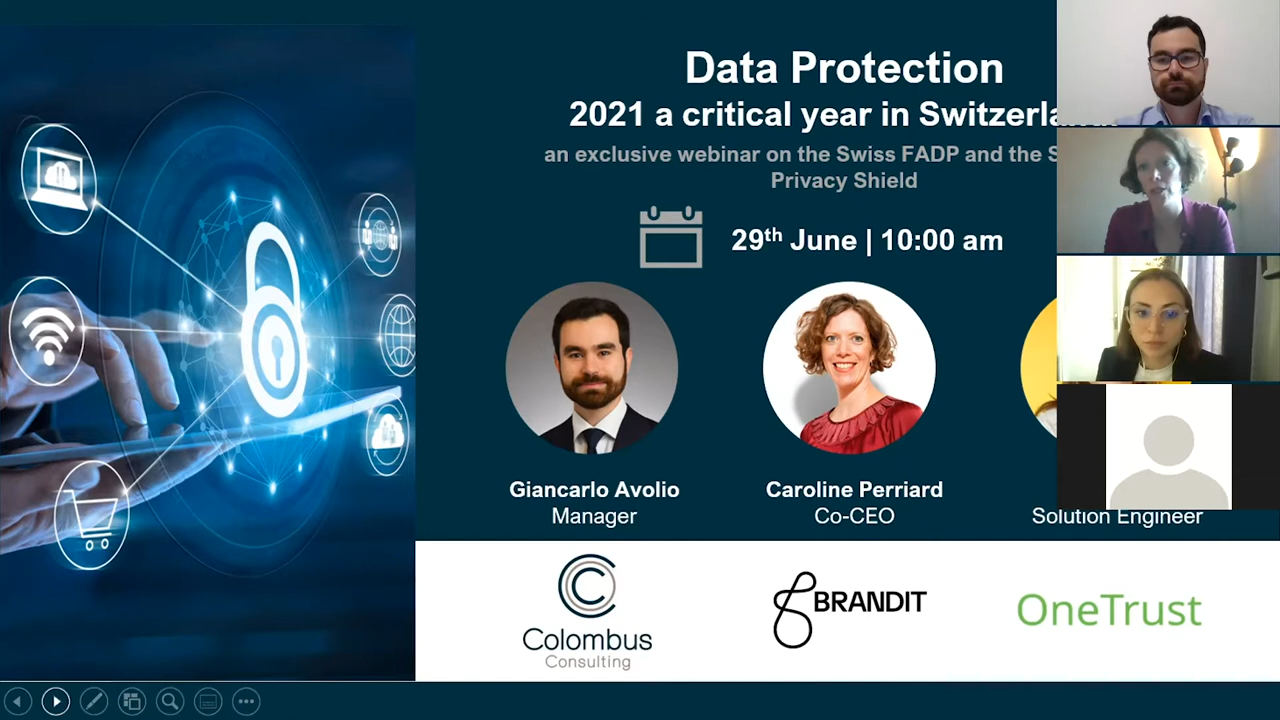 Data Protection
2021 a critical year in Switzerla
an exclusive webinar on the Swiss FADP and the S
Privacy Shield
29th June | 10:00 am
Giancarlo Avolio
Manager
Caroline Perriard
Co-CEO
Solution Engineer
Colombus
Consulting
BRANDIT
OneTrust